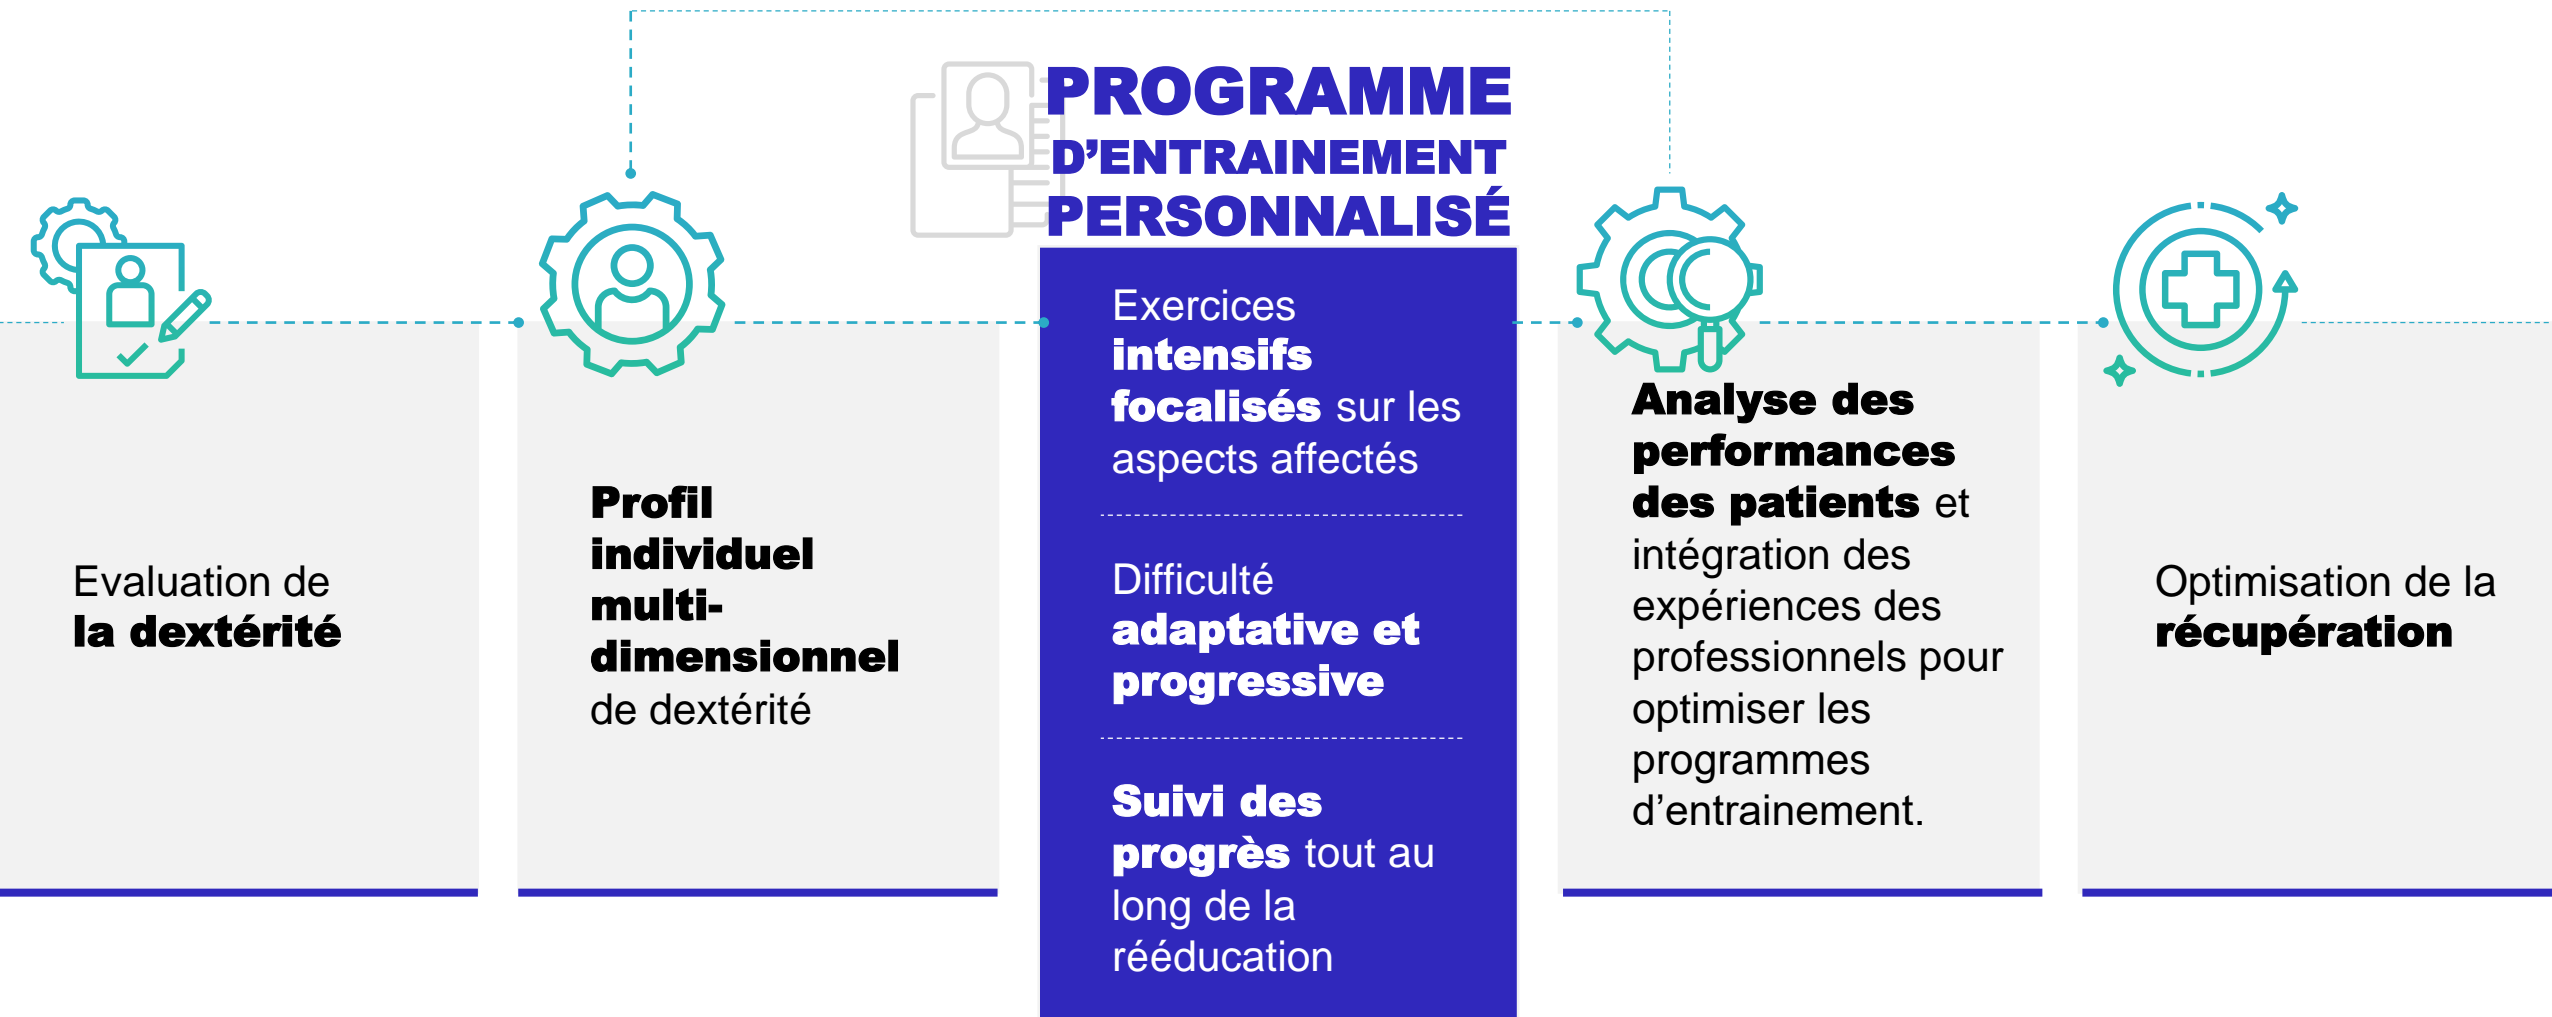 PROGRAMME
D’ENTRAINEMENT
PERSONNALISÉ
Evaluation de
la dextérité
Profil
individuel
multi-
dimensionnel
de dextérité
Exercices
intensifs
focalisés sur les
aspects affectés
Difficulté
adaptative et
progressive
Suivi des
progrès tout au
long de la
rééducation
Analyse des
performances
des patients et
intégration des
expériences des
professionnels pour
optimiser les
programmes
d’entrainement.
Optimisation de la
récupération